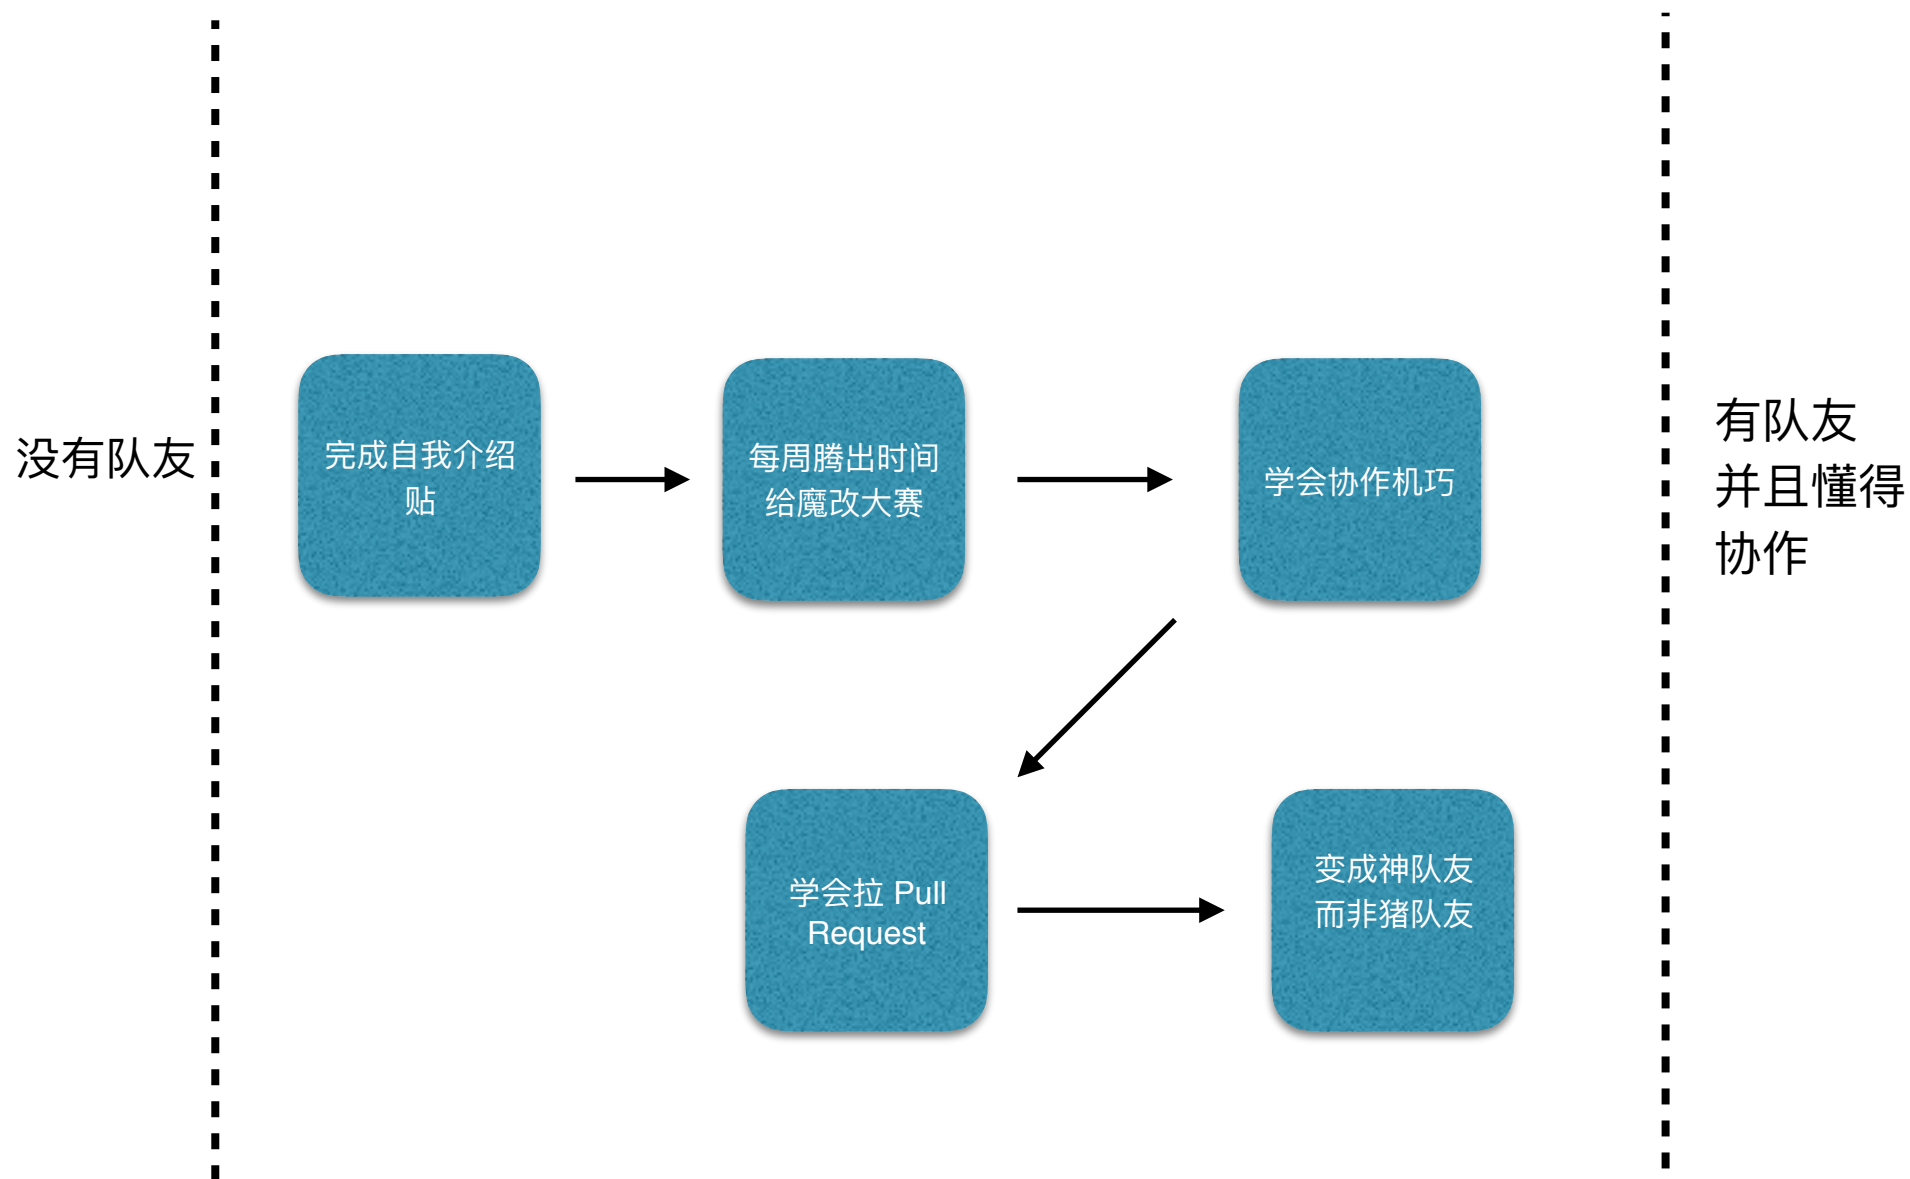 没有队友
完成自我介绍
贴
每周腾出时间
给魔改大赛
学会协作机巧
有队友
并且懂得
协作
学会拉 Pull
Request
变成神队友
而非猪队友